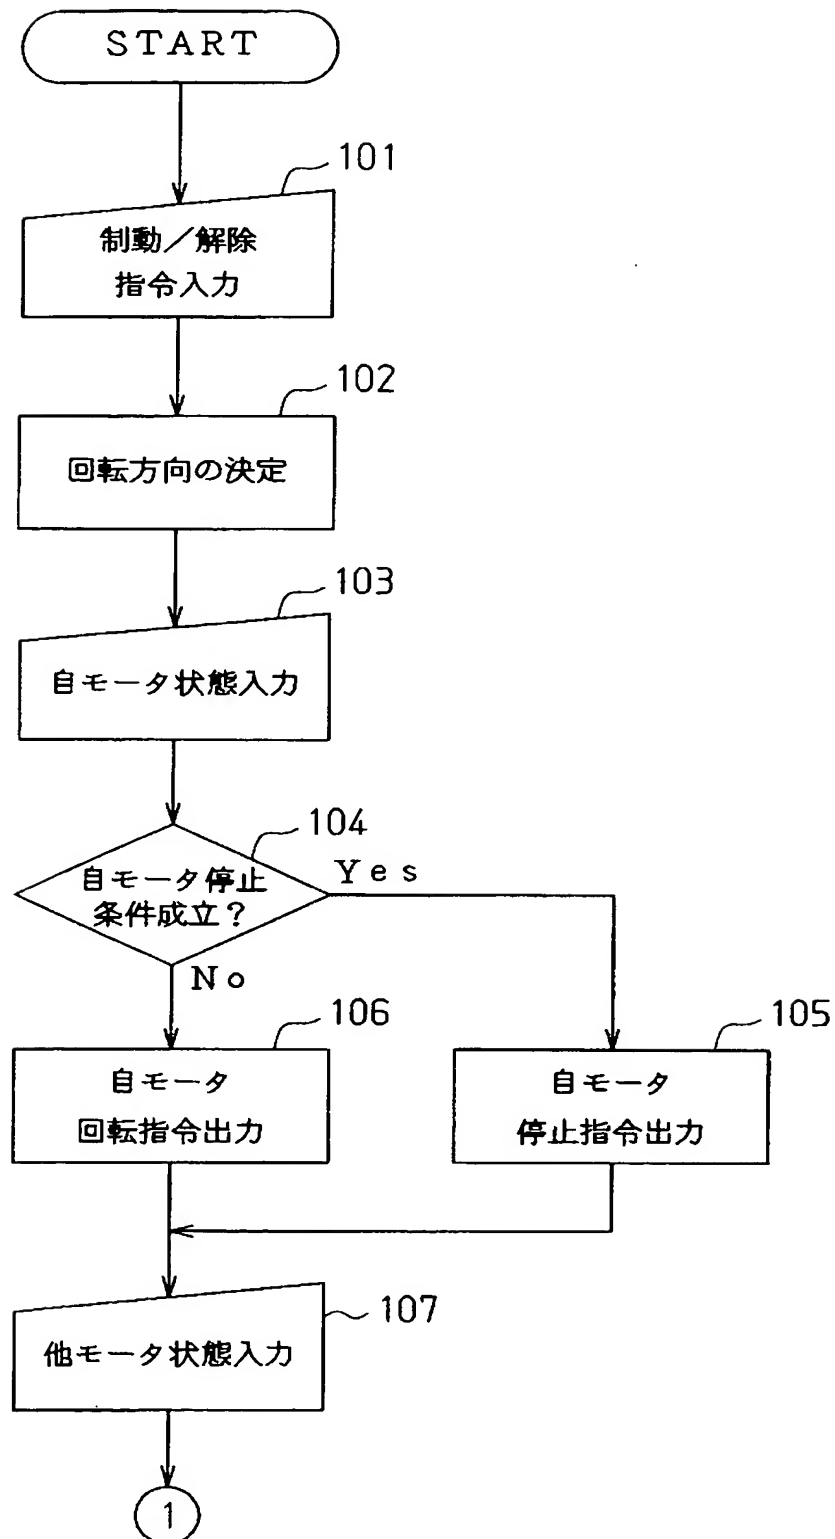 START
101
制動／解除
指令入力
102
回転方向の決定
103
自モータ状態入力
104
自モータ停止
条件成立？
Yes
No
106
自モータ
回転指令出力
105
自モータ
停止指令出力
107
他モータ状態入力
1